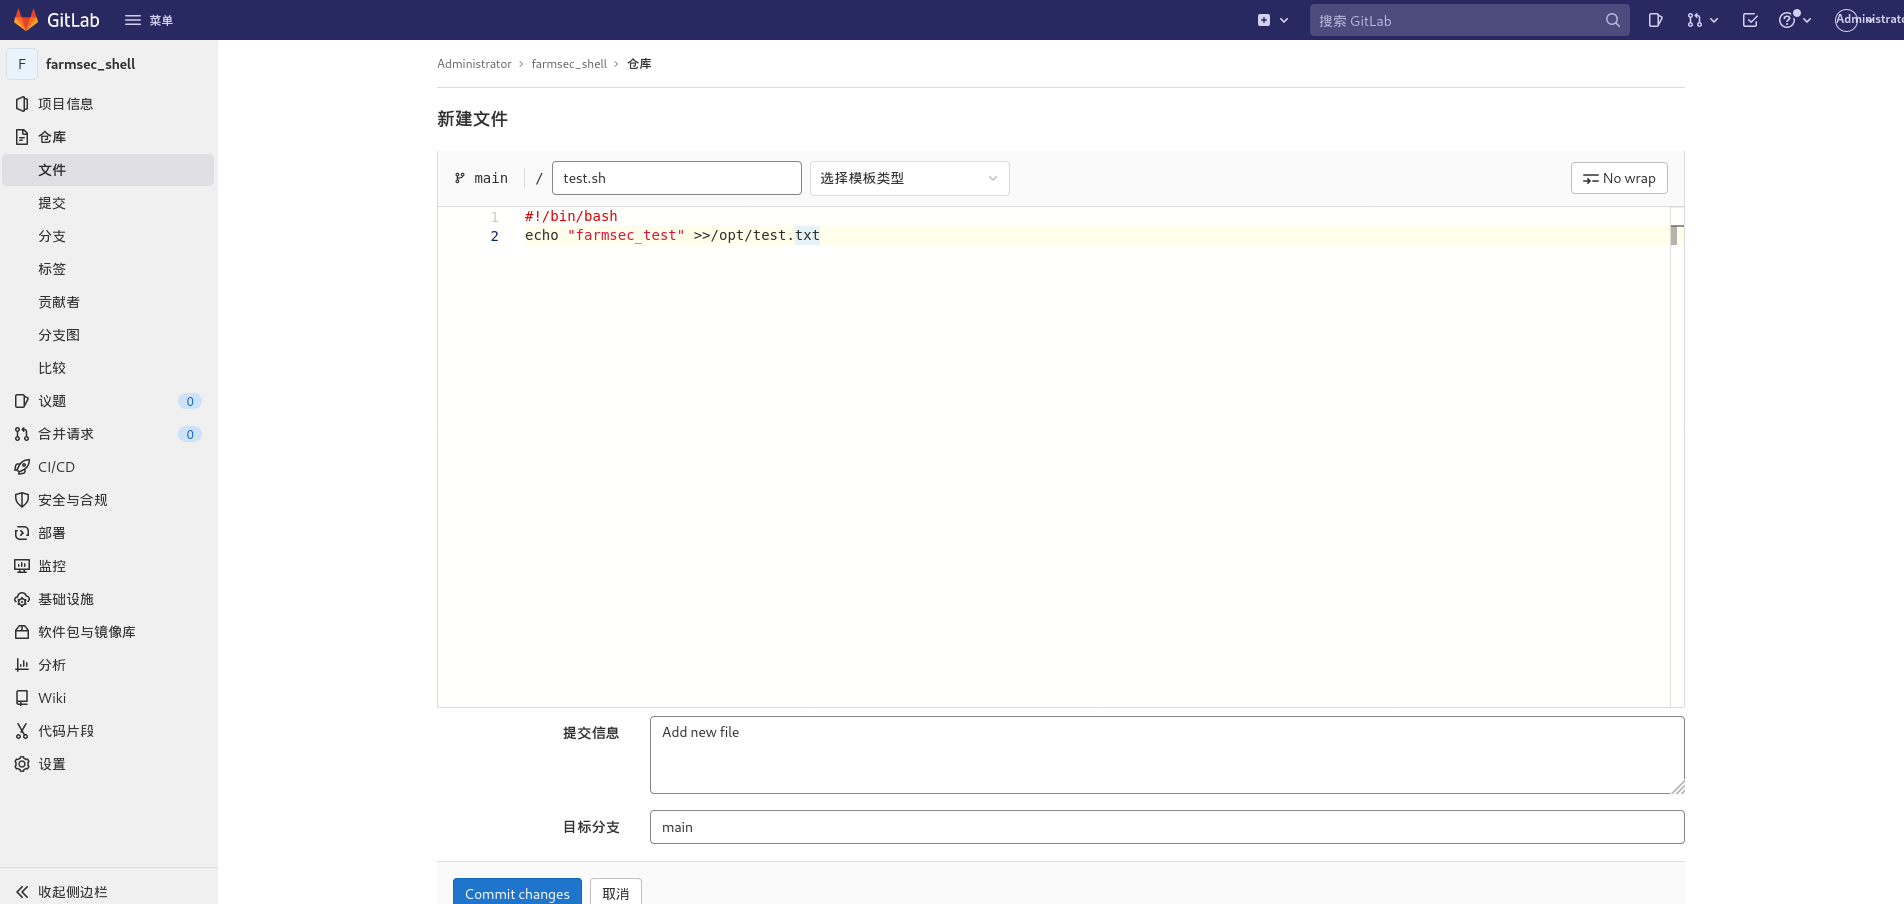 GitLab 菜单 搜索 GitLab Administrato
F farmsec_shell
项目信息
仓库
文件
提交
分支
标签
贡献者
分支图
比较
议题 0
合并请求 0
CI/CD
安全与合规
部署
监控
基础设施
软件包与镜像库
分析
Wiki
代码片段
设置
收起侧边栏
Administrator > farmsec_shell > 仓库
新建文件
main / test.sh 选择模板类型 No wrap
1 #!/bin/bash
2 echo "farmsec_test" >>/opt/test.txt
提交信息 Add new file
目标分支 main
Commit changes 取消